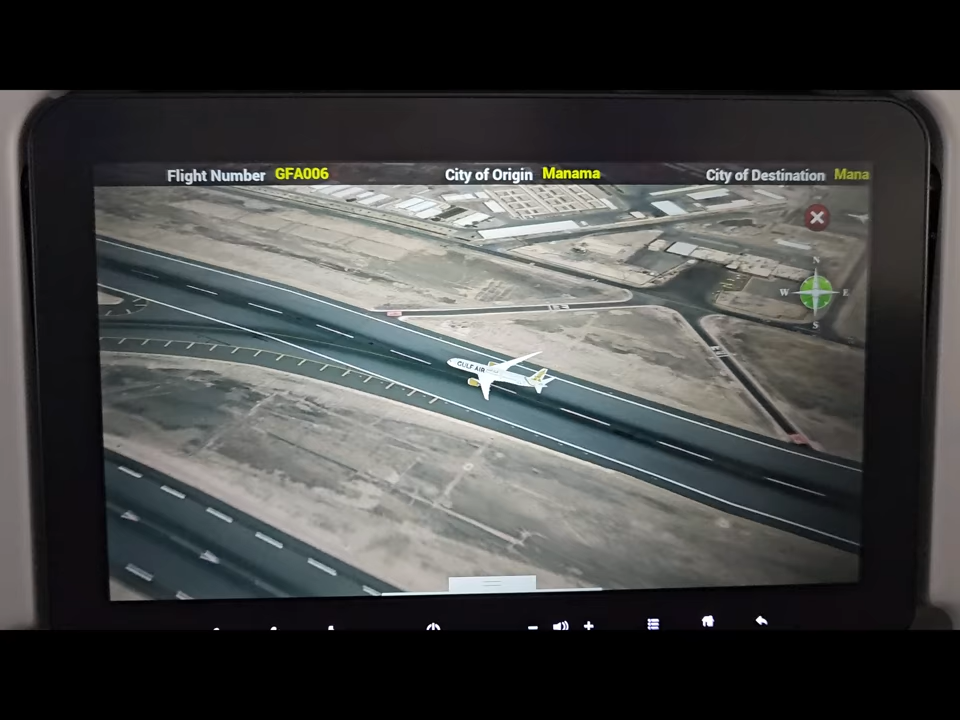 Flight Number GFA006 City of Origin Manama City of Destination Mana
N
W E
S
GULF AIR